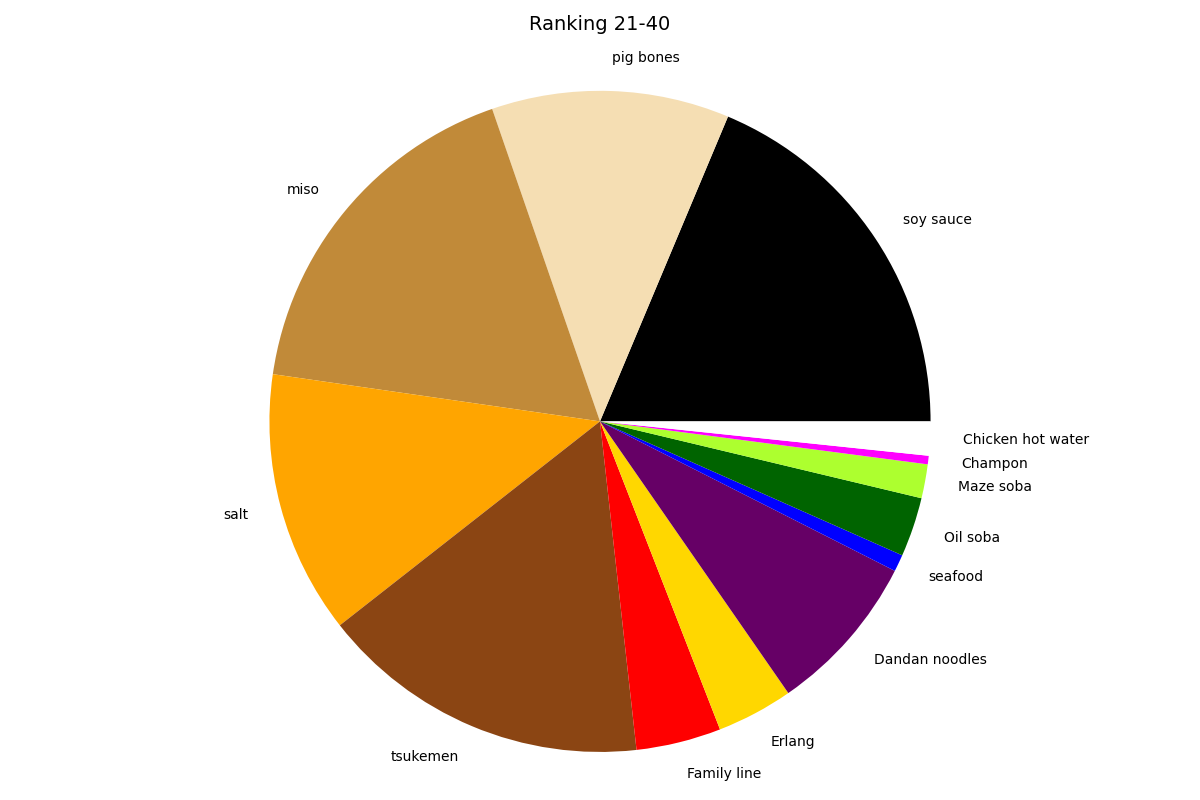 Ranking 21-40
pig bones
soy sauce
miso
salt
tsukemen
Family line
Erlang
Dandan noodles
seafood
Oil soba
Maze soba
Champon
Chicken hot water